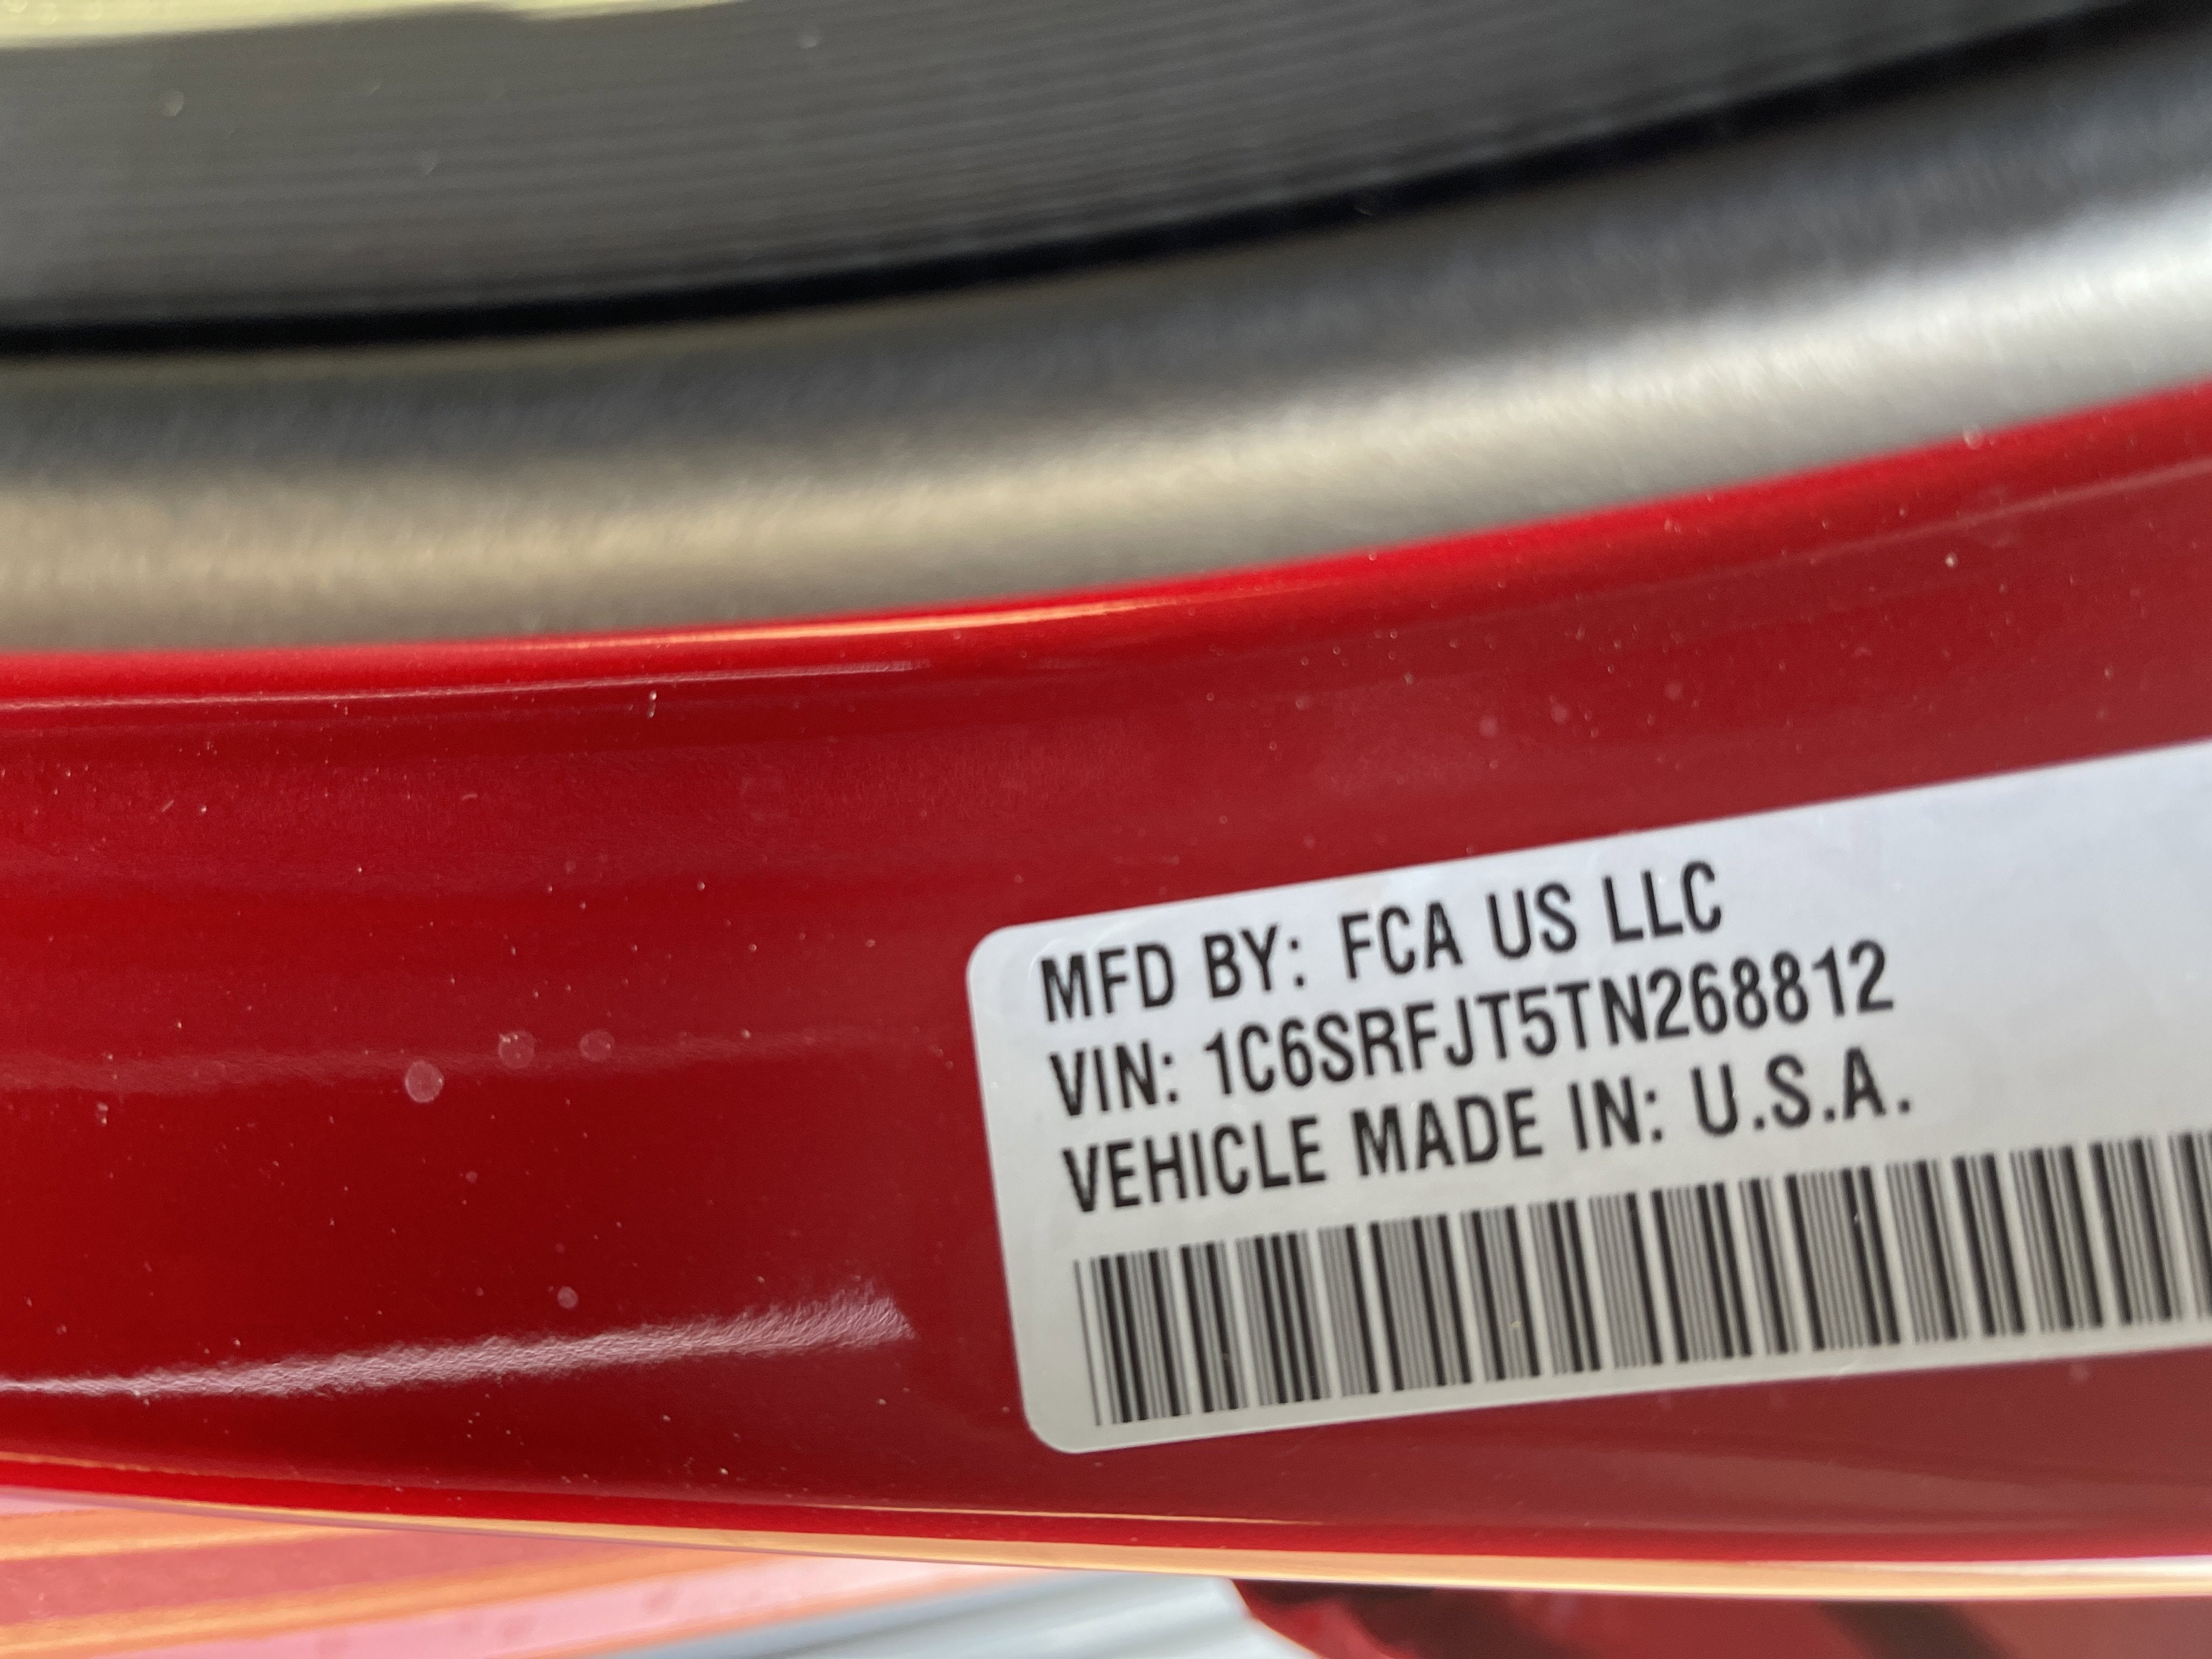 MFD BY: FCA US LLC
VIN: 1C6SRFJT5TN268812
VEHICLE MADE IN: U.S.A.